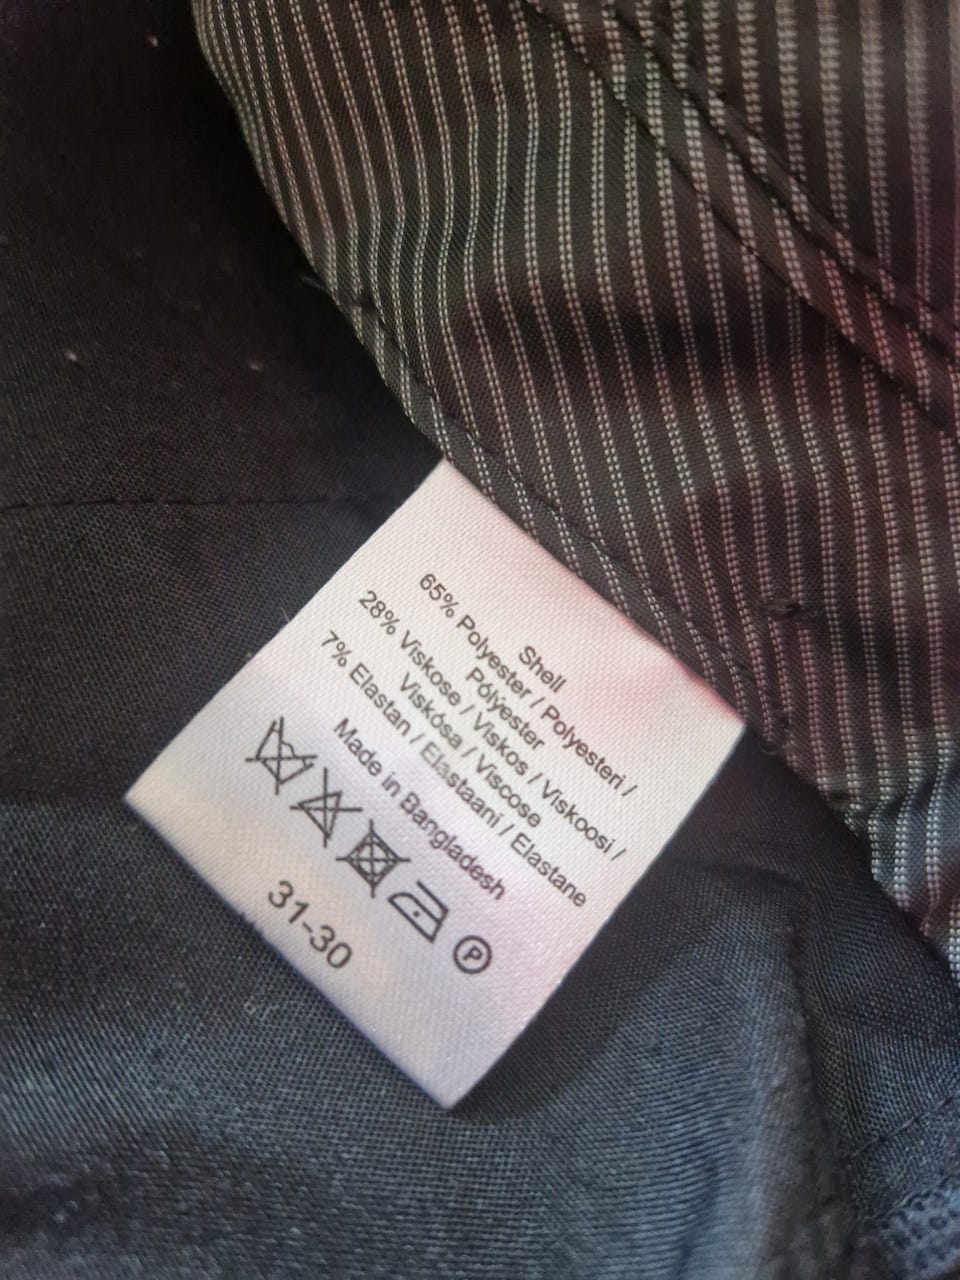 Shell
65% Polyester / Polyesteri /
Pólýester
28% Viskose / Viskos / Viskoosi /
Viskósa / Viscose
7% Elastan / Elastaani / Elastane
Made in Bangladesh
P
31-30